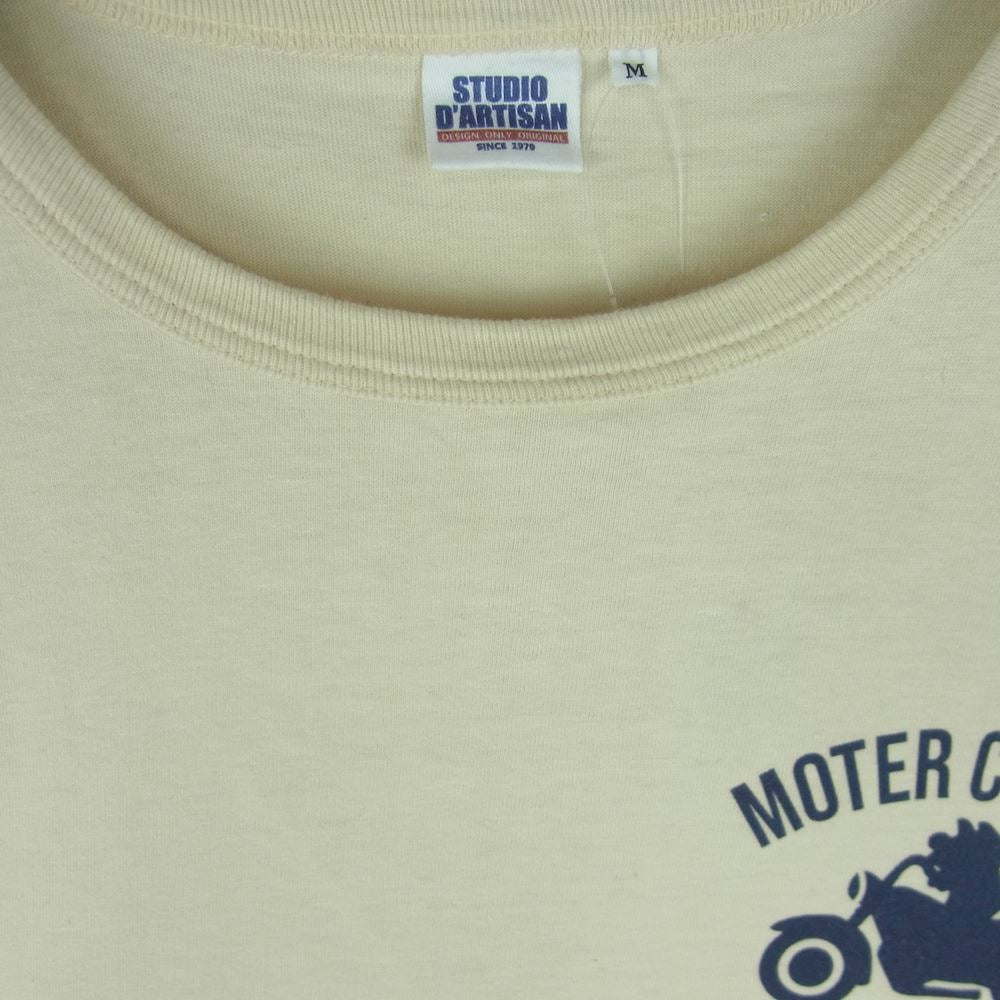 STUDIO
D'ARTISAN
DESIGN ONLY ORIGINAL
SINCE 1979
M
MOTER C